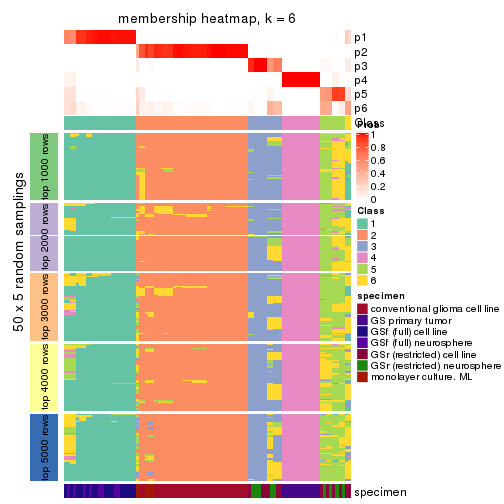 membership heatmap, k = 6
p1
p2
p3
p4
p5
p6
Class
Prob
1
0.8
0.6
0.4
0.2
0
Class
1
2
3
4
5
6
specimen
conventional glioma cell line
GS primary tumor
GSf (full) cell line
GSf (full) neurosphere
GSr (restricted) cell line
GSr (restricted) neurosphere
monolayer culture. ML
50 x 5 random samplings
top 1000 rows
top 2000 rows
top 3000 rows
top 4000 rows
top 5000 rows
specimen